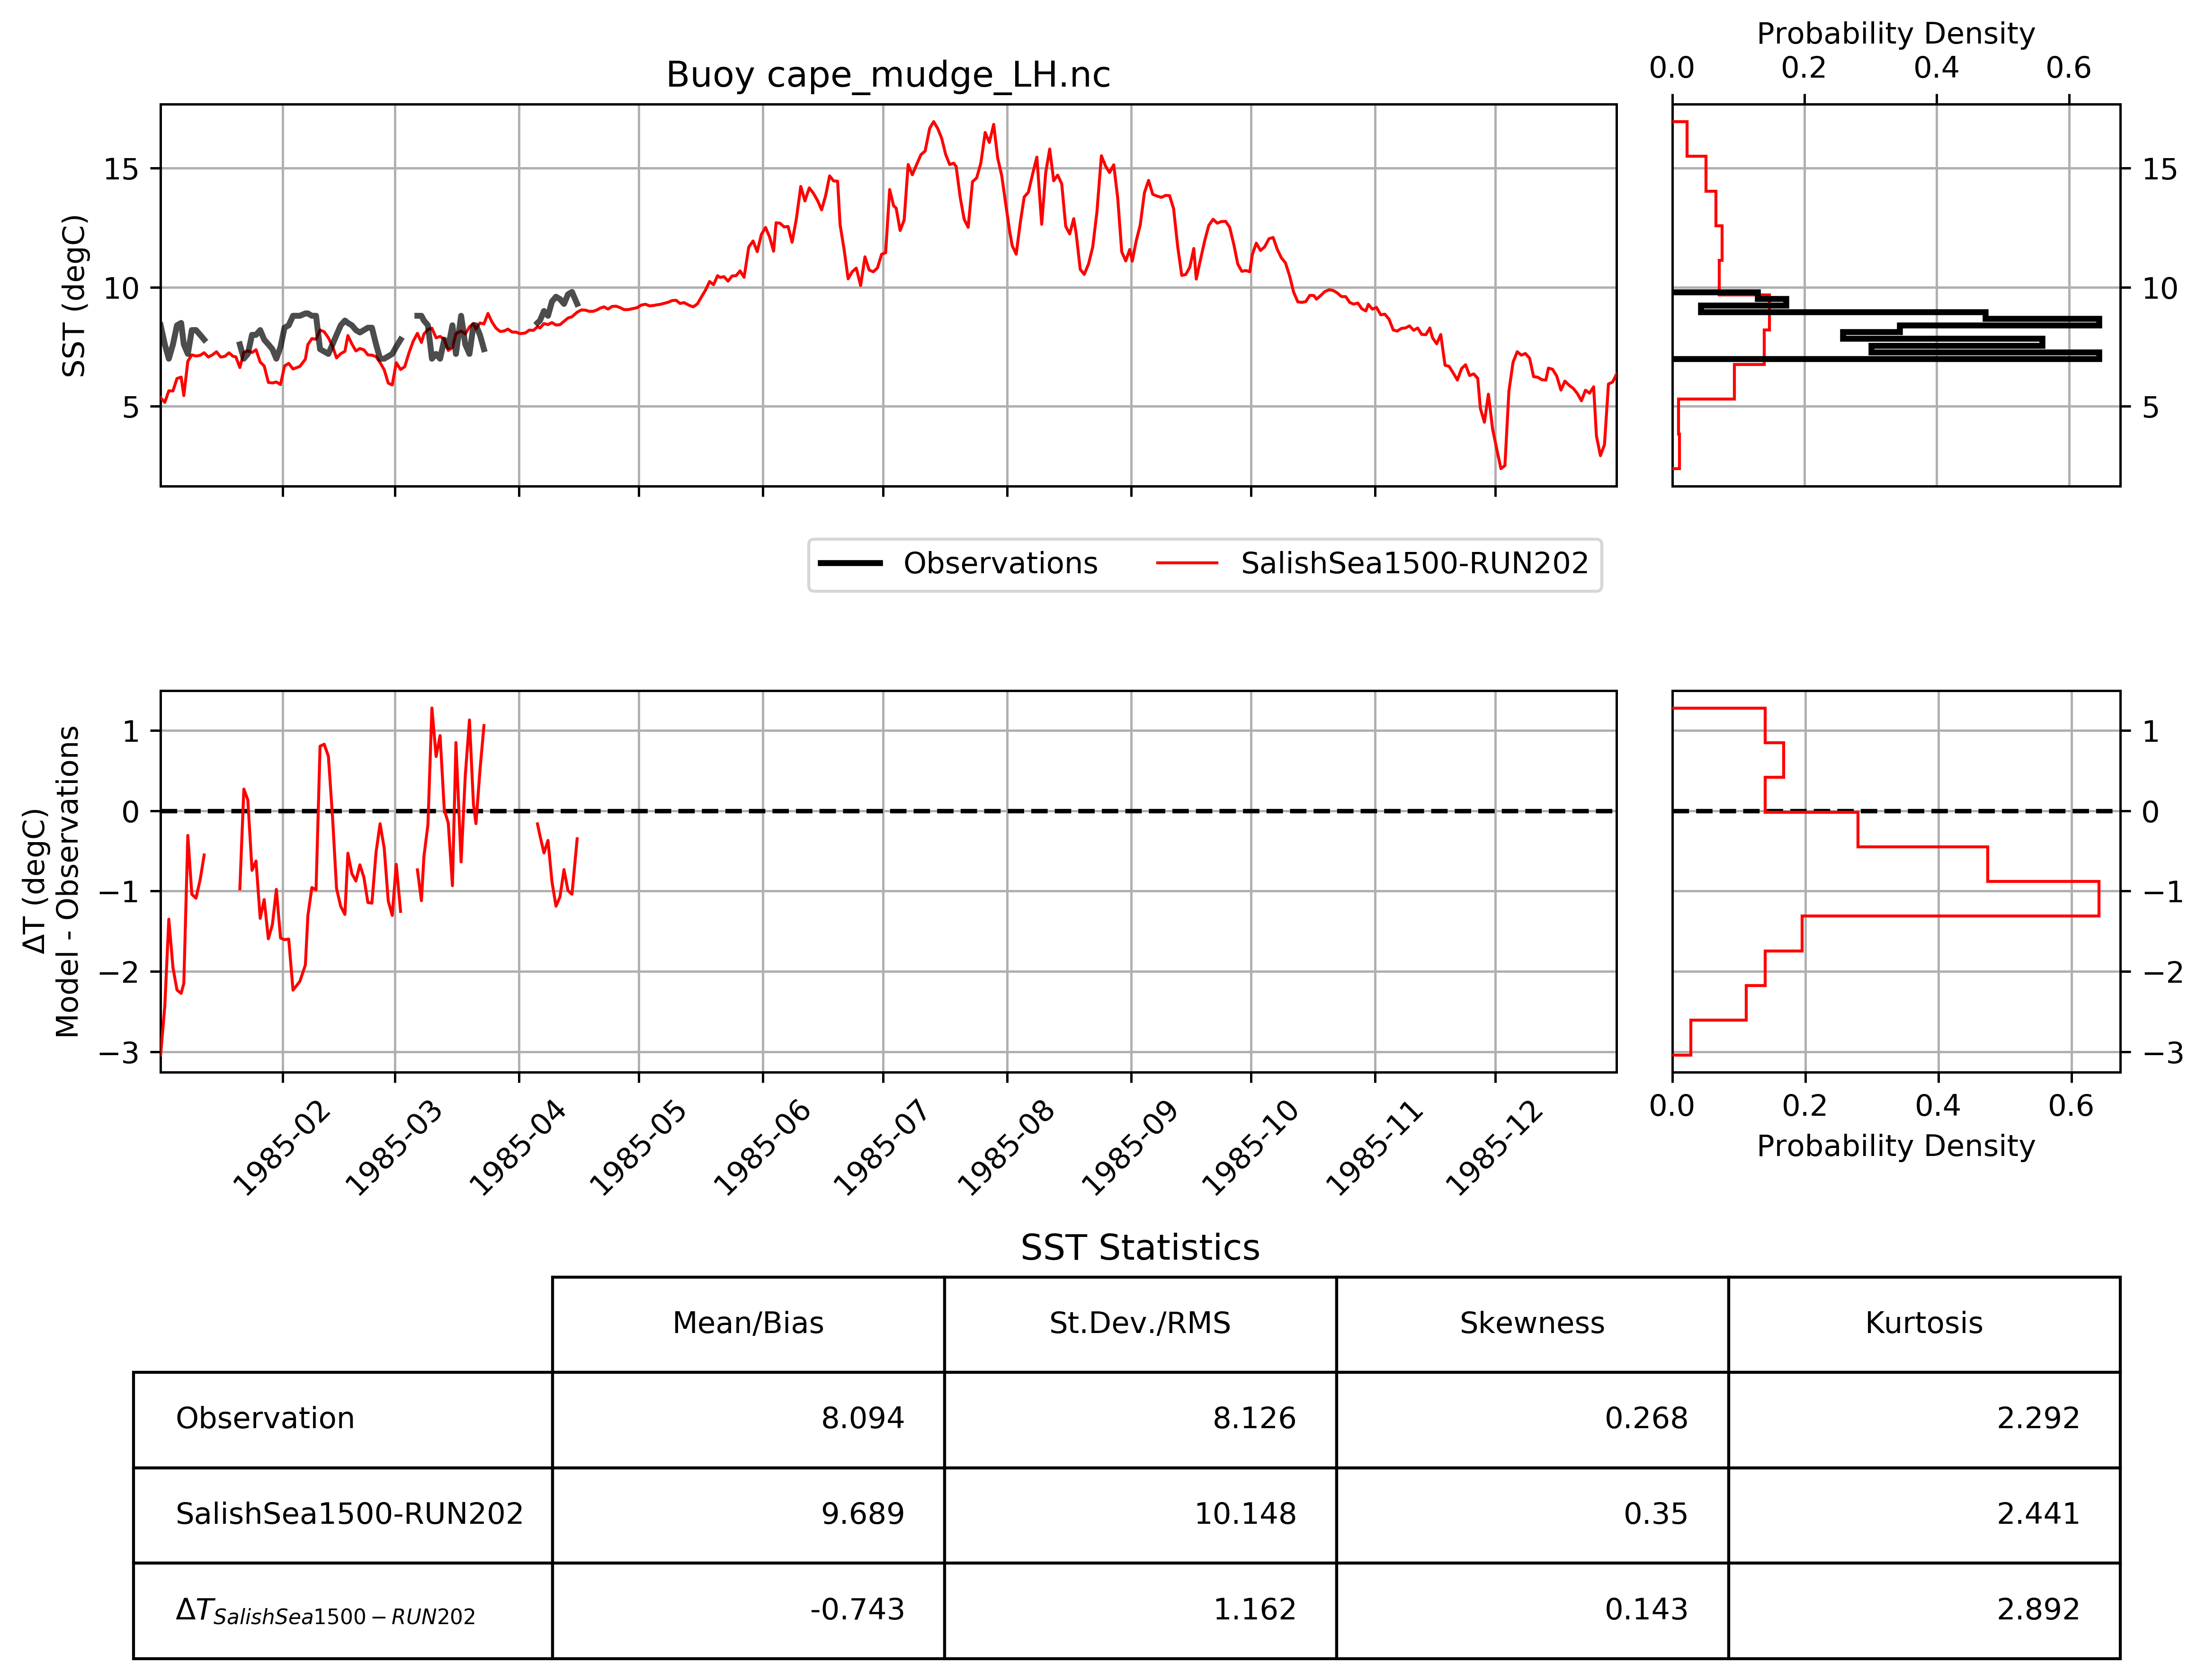 Probability Density
0.0 0.2 0.4 0.6
Buoy cape_mudge_LH.nc
SST (degC)
15
10
5
15
10
5
Observations
SalishSea1500-RUN202
ΔT (degC)
Model - Observations
1
0
−1
−2
−3
1
0
−1
−2
−3
1985-02
1985-03
1985-04
1985-05
1985-06
1985-07
1985-08
1985-09
1985-10
1985-11
1985-12
0.0 0.2 0.4 0.6
Probability Density
SST Statistics
Mean/Bias St.Dev./RMS Skewness Kurtosis
Observation 8.094 8.126 0.268 2.292
SalishSea1500-RUN202 9.689 10.148 0.35 2.441
ΔT SalishSea1500−RUN202 -0.743 1.162 0.143 2.892